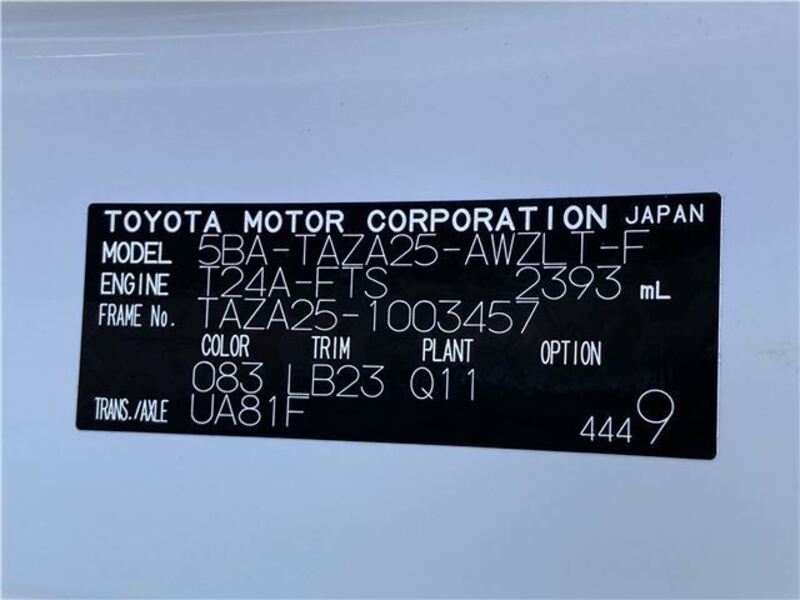 TOYOTA MOTOR CORPORATION JAPAN
MODEL 5BA-TAZA25-AWZLT-F
ENGINE T24A-FTS 2393 mL
FRAME No. TAZA25-1003457
COLOR TRIM PLANT OPTION
083 LB23 Q11
TRANS./AXLE UA81F
4449